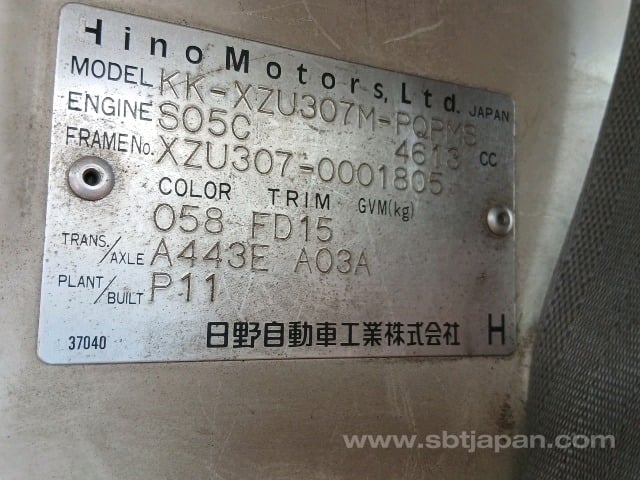 Hino Motors, Ltd. JAPAN
MODEL KK-XZU307M-PQPMS
ENGINE S05C 4613 CC
FRAME No. XZU307-0001805
COLOR TRIM GVM(kg)
058 FD15
TRANS./AXLE A443E A03A
PLANT/BUILT P11
37040 日野自動車工業株式会社 H
www.sbtjapan.com